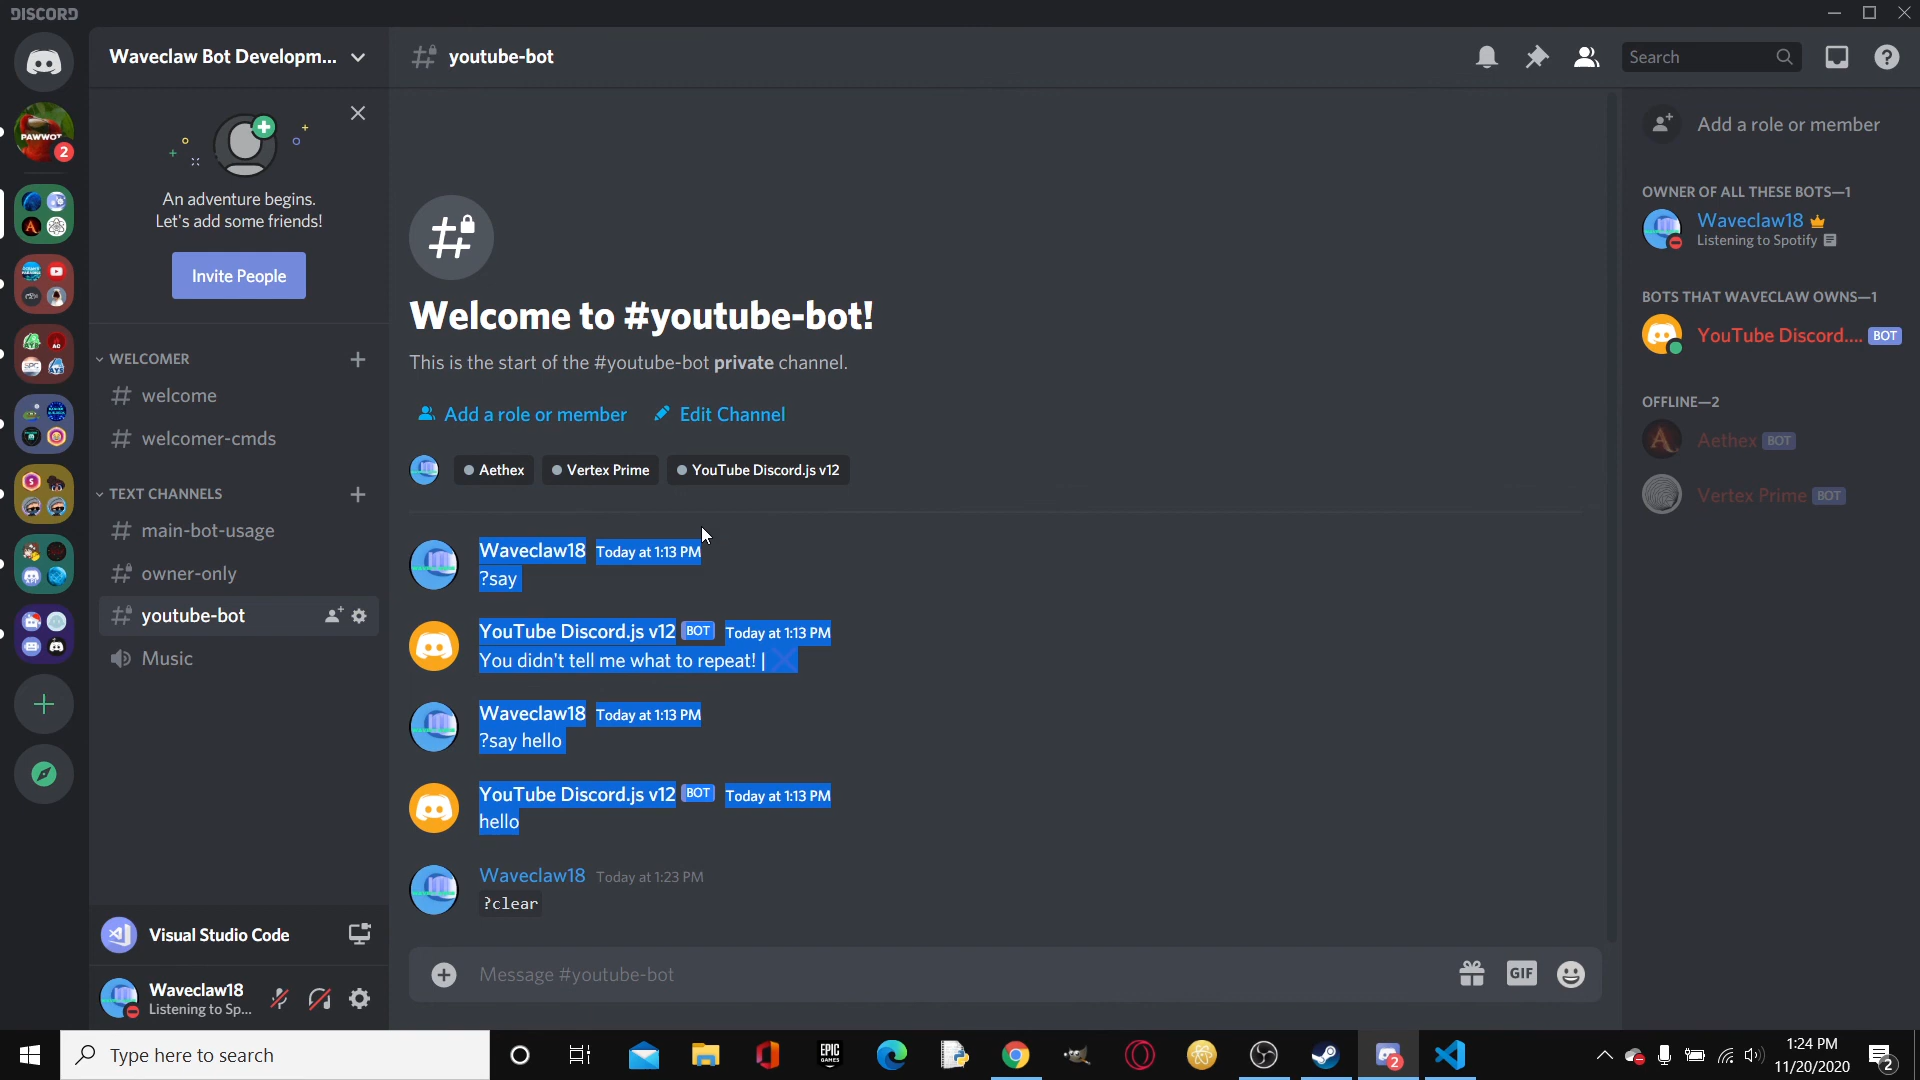 DISCORD
Waveclaw Bot Developm...
youtube-bot
Search
PAWWOT
2
An adventure begins.
Let's add some friends!
Invite People
WELCOMER
welcome
welcomer-cmds
TEXT CHANNELS
main-bot-usage
owner-only
youtube-bot
Music
Visual Studio Code
Waveclaw18
Listening to Sp...
Welcome to #youtube-bot!
This is the start of the #youtube-bot private channel.
Add a role or member
Edit Channel
Aethex
Vertex Prime
YouTube Discord.js v12
Waveclaw18 Today at 1:13 PM
?say
YouTube Discord.js v12 BOT Today at 1:13 PM
You didn't tell me what to repeat! |
Waveclaw18 Today at 1:13 PM
?say hello
YouTube Discord.js v12 BOT Today at 1:13 PM
hello
Waveclaw18 Today at 1:23 PM
?clear
Message #youtube-bot
GIF
Add a role or member
OWNER OF ALL THESE BOTS—1
Waveclaw18
Listening to Spotify
BOTS THAT WAVECLAW OWNS—1
YouTube Discord.... BOT
OFFLINE—2
Aethex BOT
Vertex Prime BOT
Type here to search
EPIC
GAMES
2
1:24 PM
11/20/2020
2